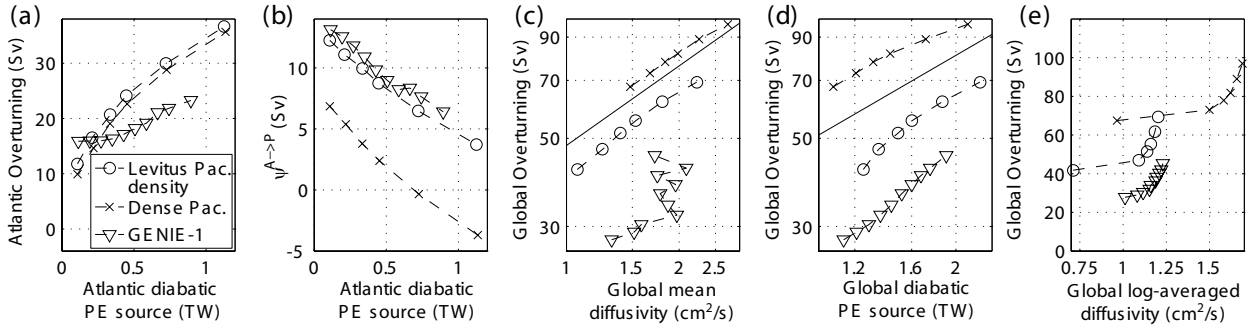 (a)
Atlantic Overturning (Sv)
30
20
10
0
Levitus Pac.
density
Dense Pac.
GENIE-1
0
0.5
1
Atlantic diabatic
PE source (TW)
(b)
ψA->P (Sv)
10
5
0
-5
0
0.5
1
Atlantic diabatic
PE source (TW)
(c)
Global Overturning (Sv)
90
70
50
30
1
1.5
2
2.5
Global mean
diffusivity (cm2/s)
(d)
Global Overturning (Sv)
90
70
50
30
1.2
1.6
2
Global diabatic
PE source (TW)
(e)
Global Overturning (Sv)
100
80
60
40
20
0
0.75
1
1.25
1.5
Global log-averaged
diffusivity (cm2/s)